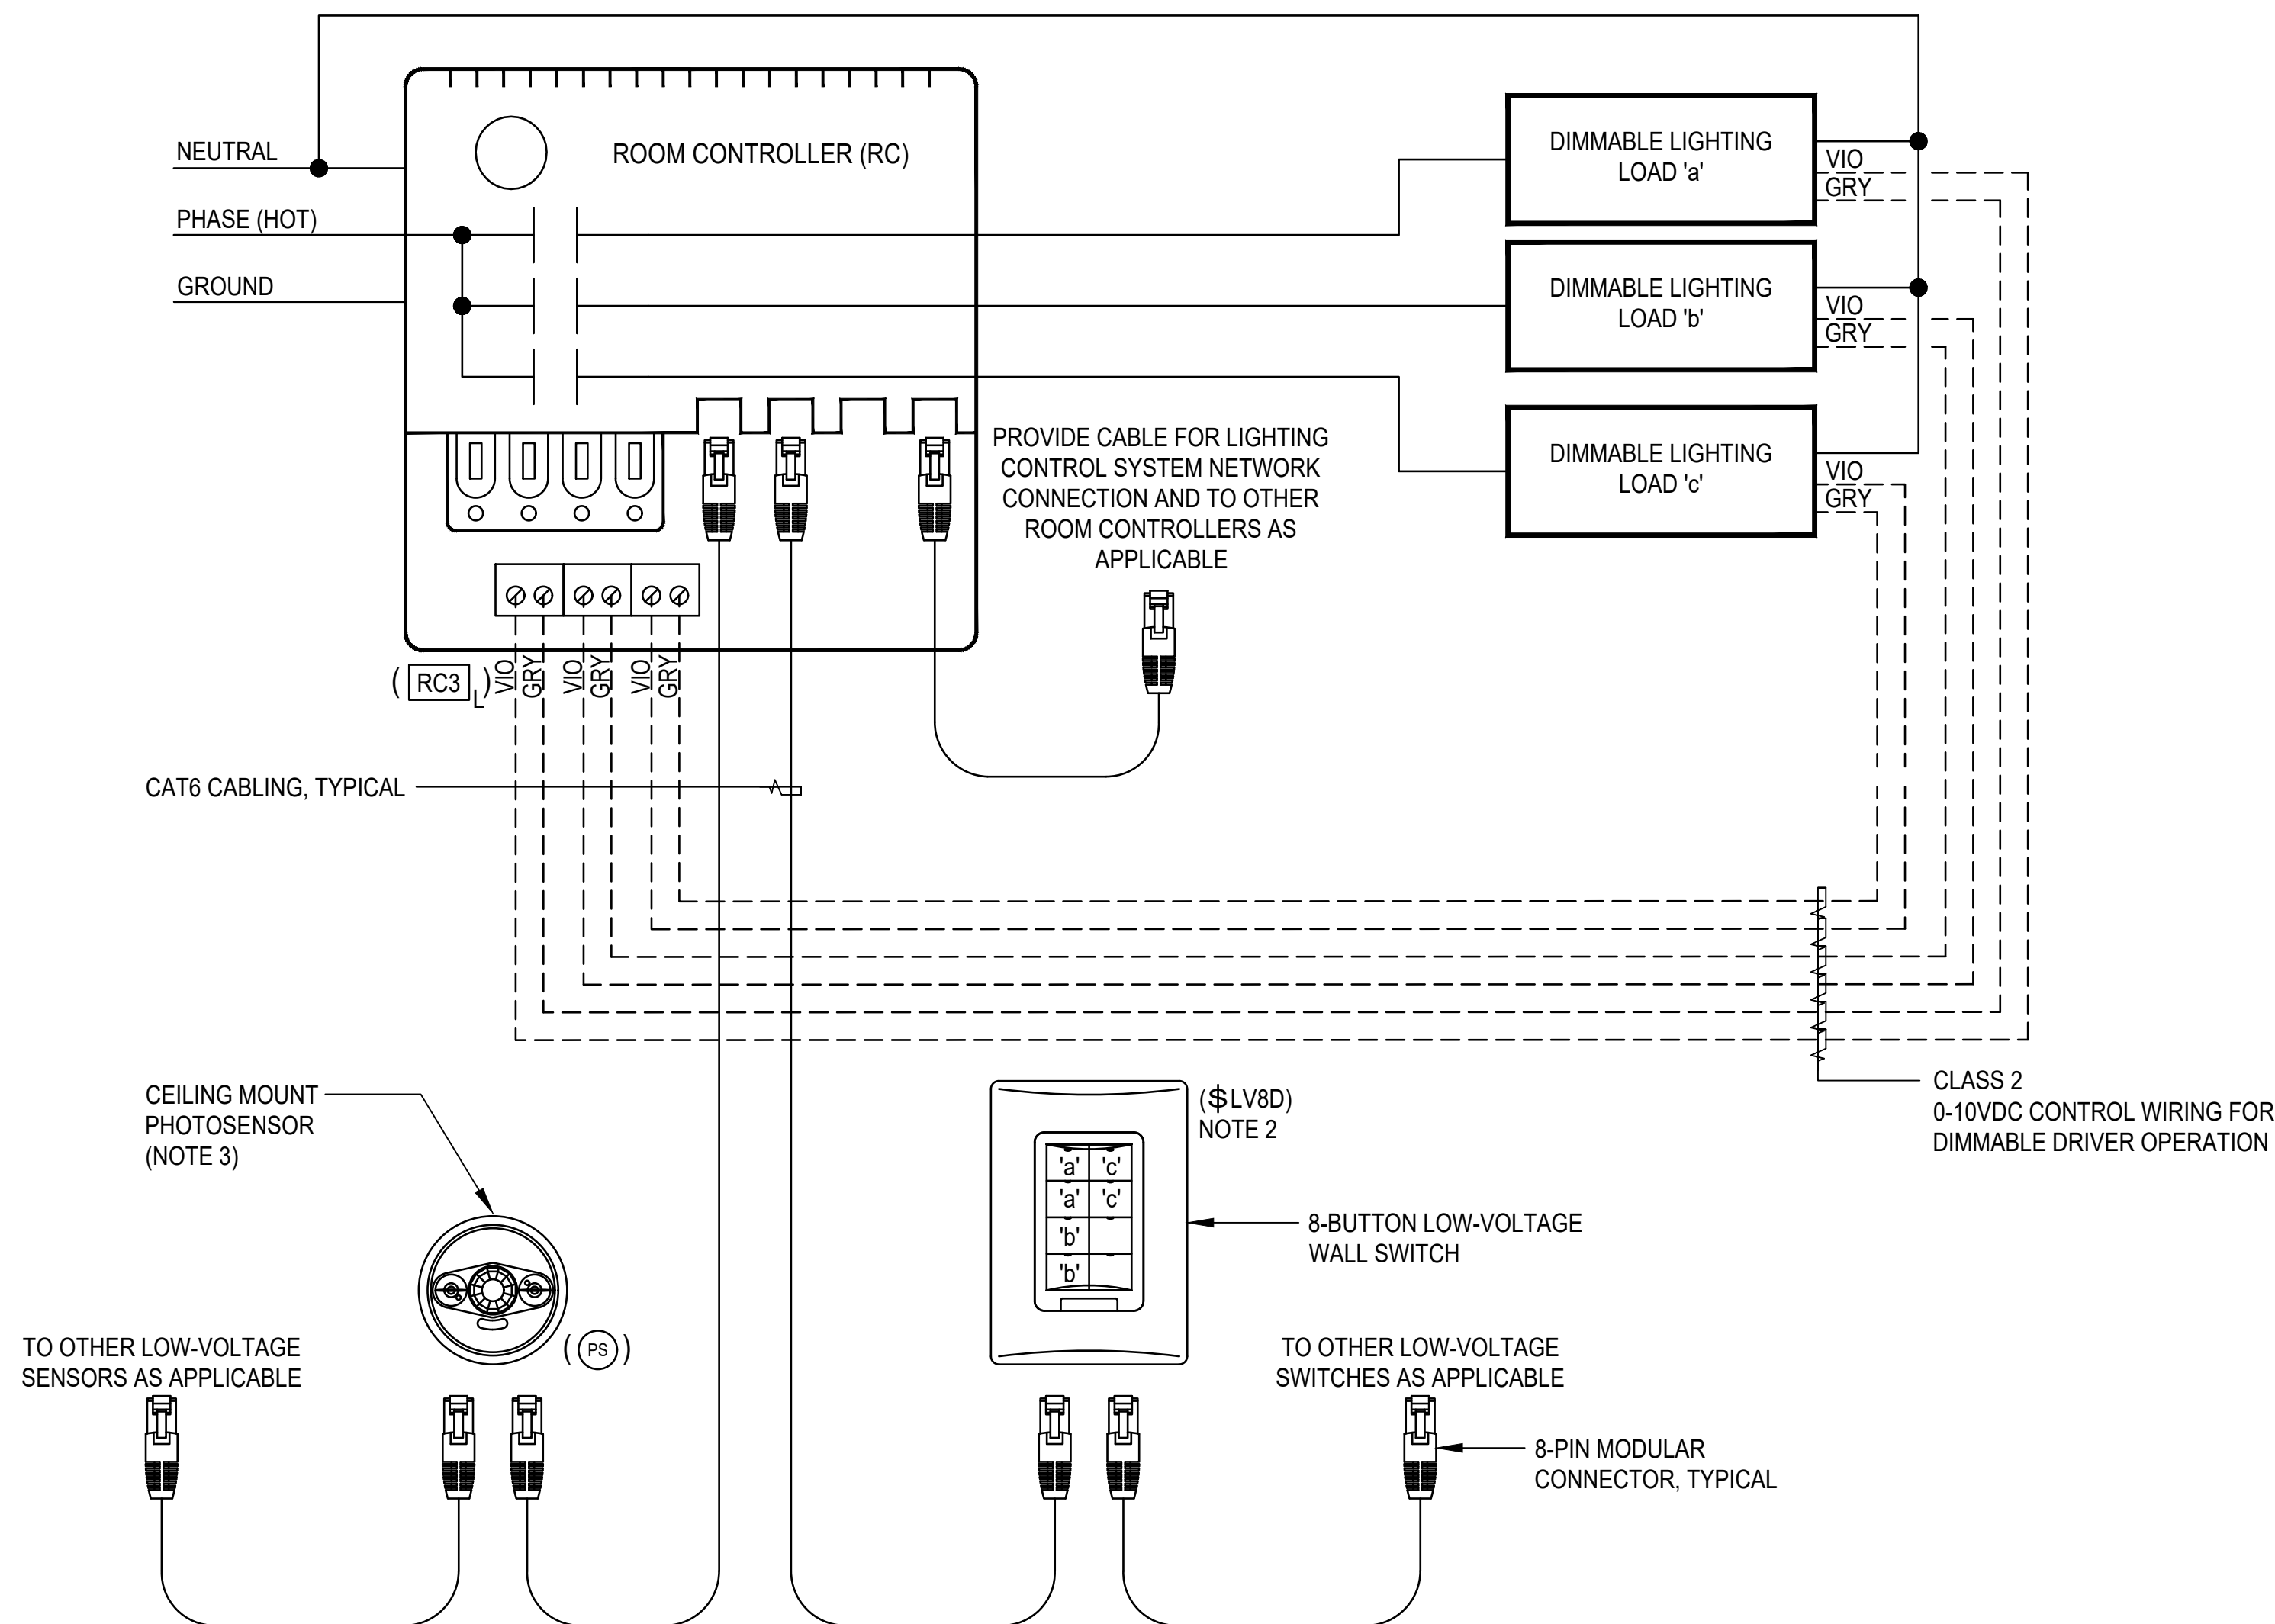 NEUTRAL
PHASE (HOT)
GROUND
ROOM CONTROLLER (RC)
DIMMABLE LIGHTING
LOAD 'a'
VIO
GRY
DIMMABLE LIGHTING
LOAD 'b'
VIO
GRY
DIMMABLE LIGHTING
LOAD 'c'
VIO
GRY
PROVIDE CABLE FOR LIGHTING
CONTROL SYSTEM NETWORK
CONNECTION AND TO OTHER
ROOM CONTROLLERS AS
APPLICABLE
(RC3 L)
VIO
GRY
VIO
GRY
VIO
GRY
CAT6 CABLING, TYPICAL
CLASS 2
0-10VDC CONTROL WIRING FOR
DIMMABLE DRIVER OPERATION
CEILING MOUNT
PHOTOSENSOR
(NOTE 3)
(PS)
($LV8D)
NOTE 2
'a' 'c'
'a' 'c'
'b'
'b'
8-BUTTON LOW-VOLTAGE
WALL SWITCH
TO OTHER LOW-VOLTAGE
SENSORS AS APPLICABLE
TO OTHER LOW-VOLTAGE
SWITCHES AS APPLICABLE
8-PIN MODULAR
CONNECTOR, TYPICAL